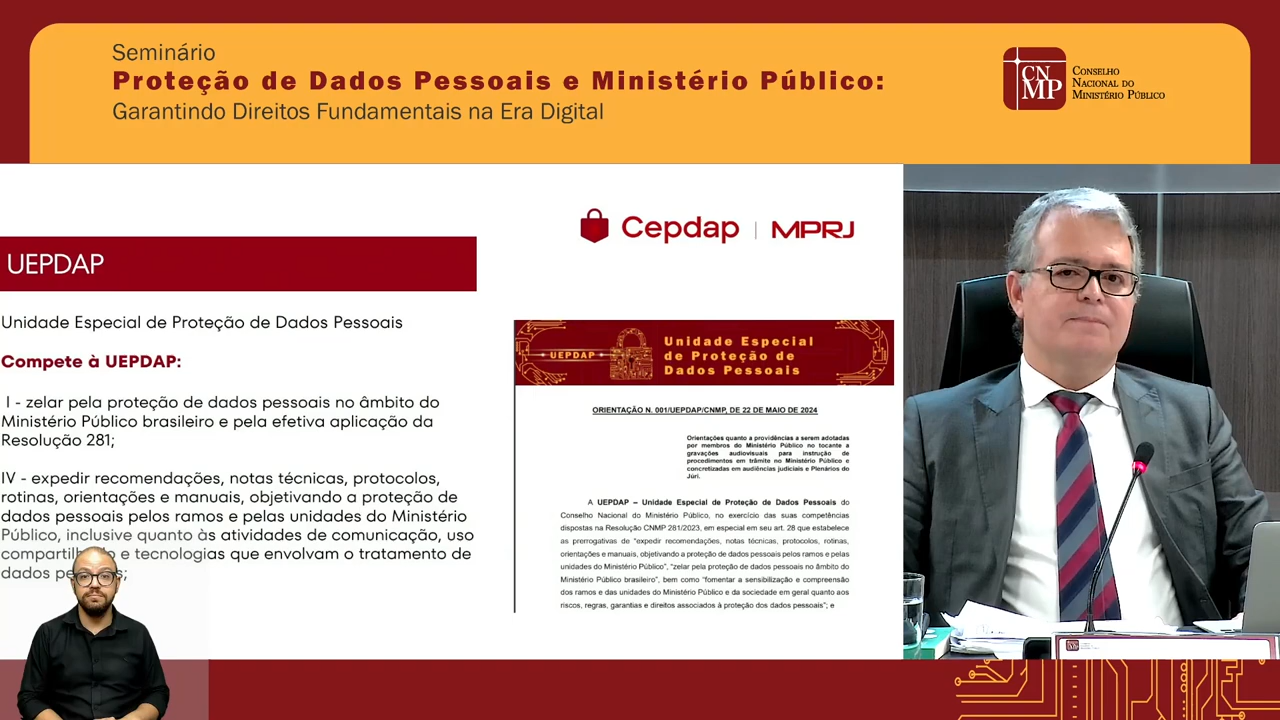 Seminário
Proteção de Dados Pessoais e Ministério Público:
Garantindo Direitos Fundamentais na Era Digital
CN
MP
Conselho
Nacional do
Ministério Público
Cepdap | MPRJ
UEPDAP
Unidade Especial de Proteção de Dados Pessoais
Compete à UEPDAP:
I - zelar pela proteção de dados pessoais no âmbito do
Ministério Público brasileiro e pela efetiva aplicação da
Resolução 281;
IV - expedir recomendações, notas técnicas, protocolos,
rotinas, orientações e manuais, objetivando a proteção de
dados pessoais pelos ramos e pelas unidades do Ministério
Público, inclusive quanto às atividades de comunicação, uso
e tecnologias que envolvam o tratamento de
dados
UEPDAP
Unidade Especial
de Proteção de
Dados Pessoais
ORIENTAÇÃO N. 001/UEPDAP/CNMP, DE 22 DE MAIO DE 2024
Orientações quanto a providências a serem adotadas
por membros do Ministério Público no tocante a
gravações audiovisuais para instrução de
procedimentos em trâmite no Ministério Público e
concretizadas em audiências judiciais e Plenários do
Júri.
A UEPDAP – Unidade Especial de Proteção de Dados Pessoais do
Conselho Nacional do Ministério Público, no exercício das suas competências
dispostas na Resolução CNMP 281/2023, em especial em seu art. 28 que estabelece
as prerrogativas de "expedir recomendações, notas técnicas, protocolos, rotinas,
orientações e manuais, objetivando a proteção de dados pessoais pelos ramos e pelas
unidades do Ministério Público", "zelar pela proteção de dados pessoais no âmbito do
Ministério Público brasileiro", bem como "fomentar a sensibilização e compreensão
dos ramos e das unidades do Ministério Público e da sociedade em geral quanto aos
riscos, regras, garantias e direitos associados à proteção dos dados pessoais"; e